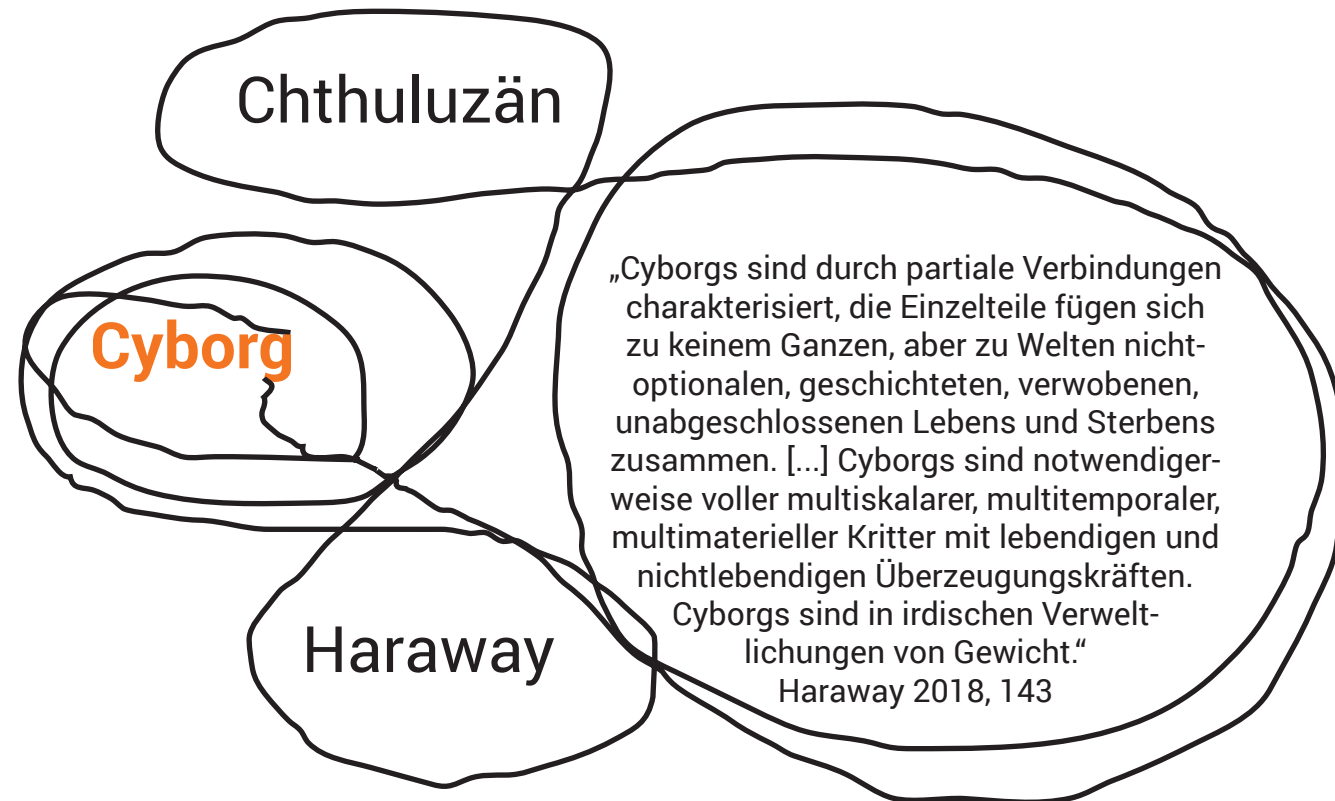 Chthuluzän
Cyborg
„Cyborgs sind durch partiale Verbindungen
charakterisiert, die Einzelteile fügen sich
zu keinem Ganzen, aber zu Welten nicht-
optionalen, geschichteten, verwobenen,
unabgeschlossenen Lebens und Sterbens
zusammen. [...] Cyborgs sind notwendiger-
weise voller multiskalarer, multitemporaler,
multimaterieller Kritter mit lebendigen und
nichtlebendigen Überzeugungskräften.
Cyborgs sind in irdischen Verwelt-
lichungen von Gewicht.“
Haraway 2018, 143
Haraway